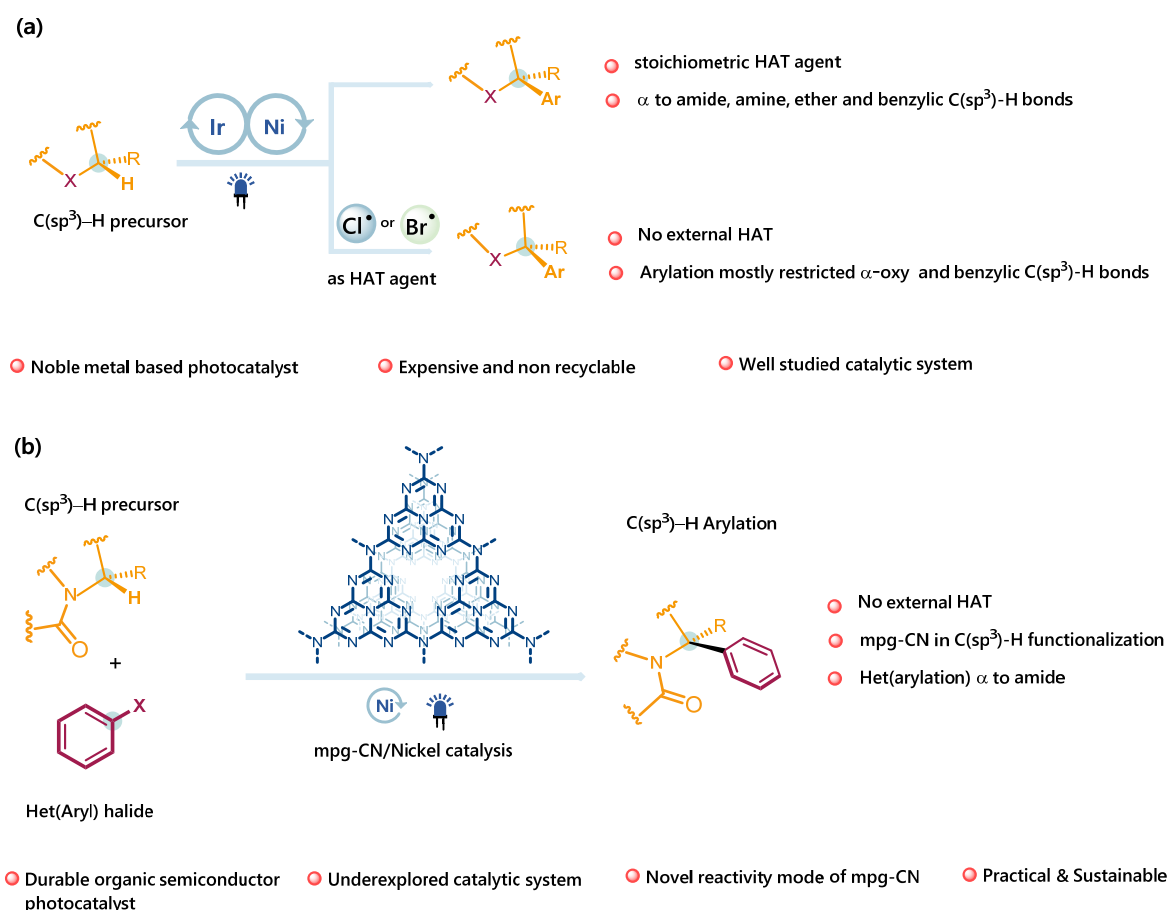 (a)
stoichiometric HAT agent
α to amide, amine, ether and benzylic C(sp³)-H bonds
R
X
Ar
Ir
Ni
R
X
H
C(sp³)–H precursor
Cl• or Br•
as HAT agent
R
X
Ar
No external HAT
Arylation mostly restricted α-oxy and benzylic C(sp³)-H bonds
Noble metal based photocatalyst
Expensive and non recyclable
Well studied catalytic system
(b)
C(sp³)–H precursor
R
N
H
O
+
X
Het(Aryl) halide
N
N N
N N N
N N N
N N
N N N N
N N N N N N
N N N N N N
N N N
Ni
mpg-CN/Nickel catalysis
C(sp³)–H Arylation
R
N
O
No external HAT
mpg-CN in C(sp³)-H functionalization
Het(arylation) α to amide
Durable organic semiconductor
photocatalyst
Underexplored catalytic system
Novel reactivity mode of mpg-CN
Practical & Sustainable